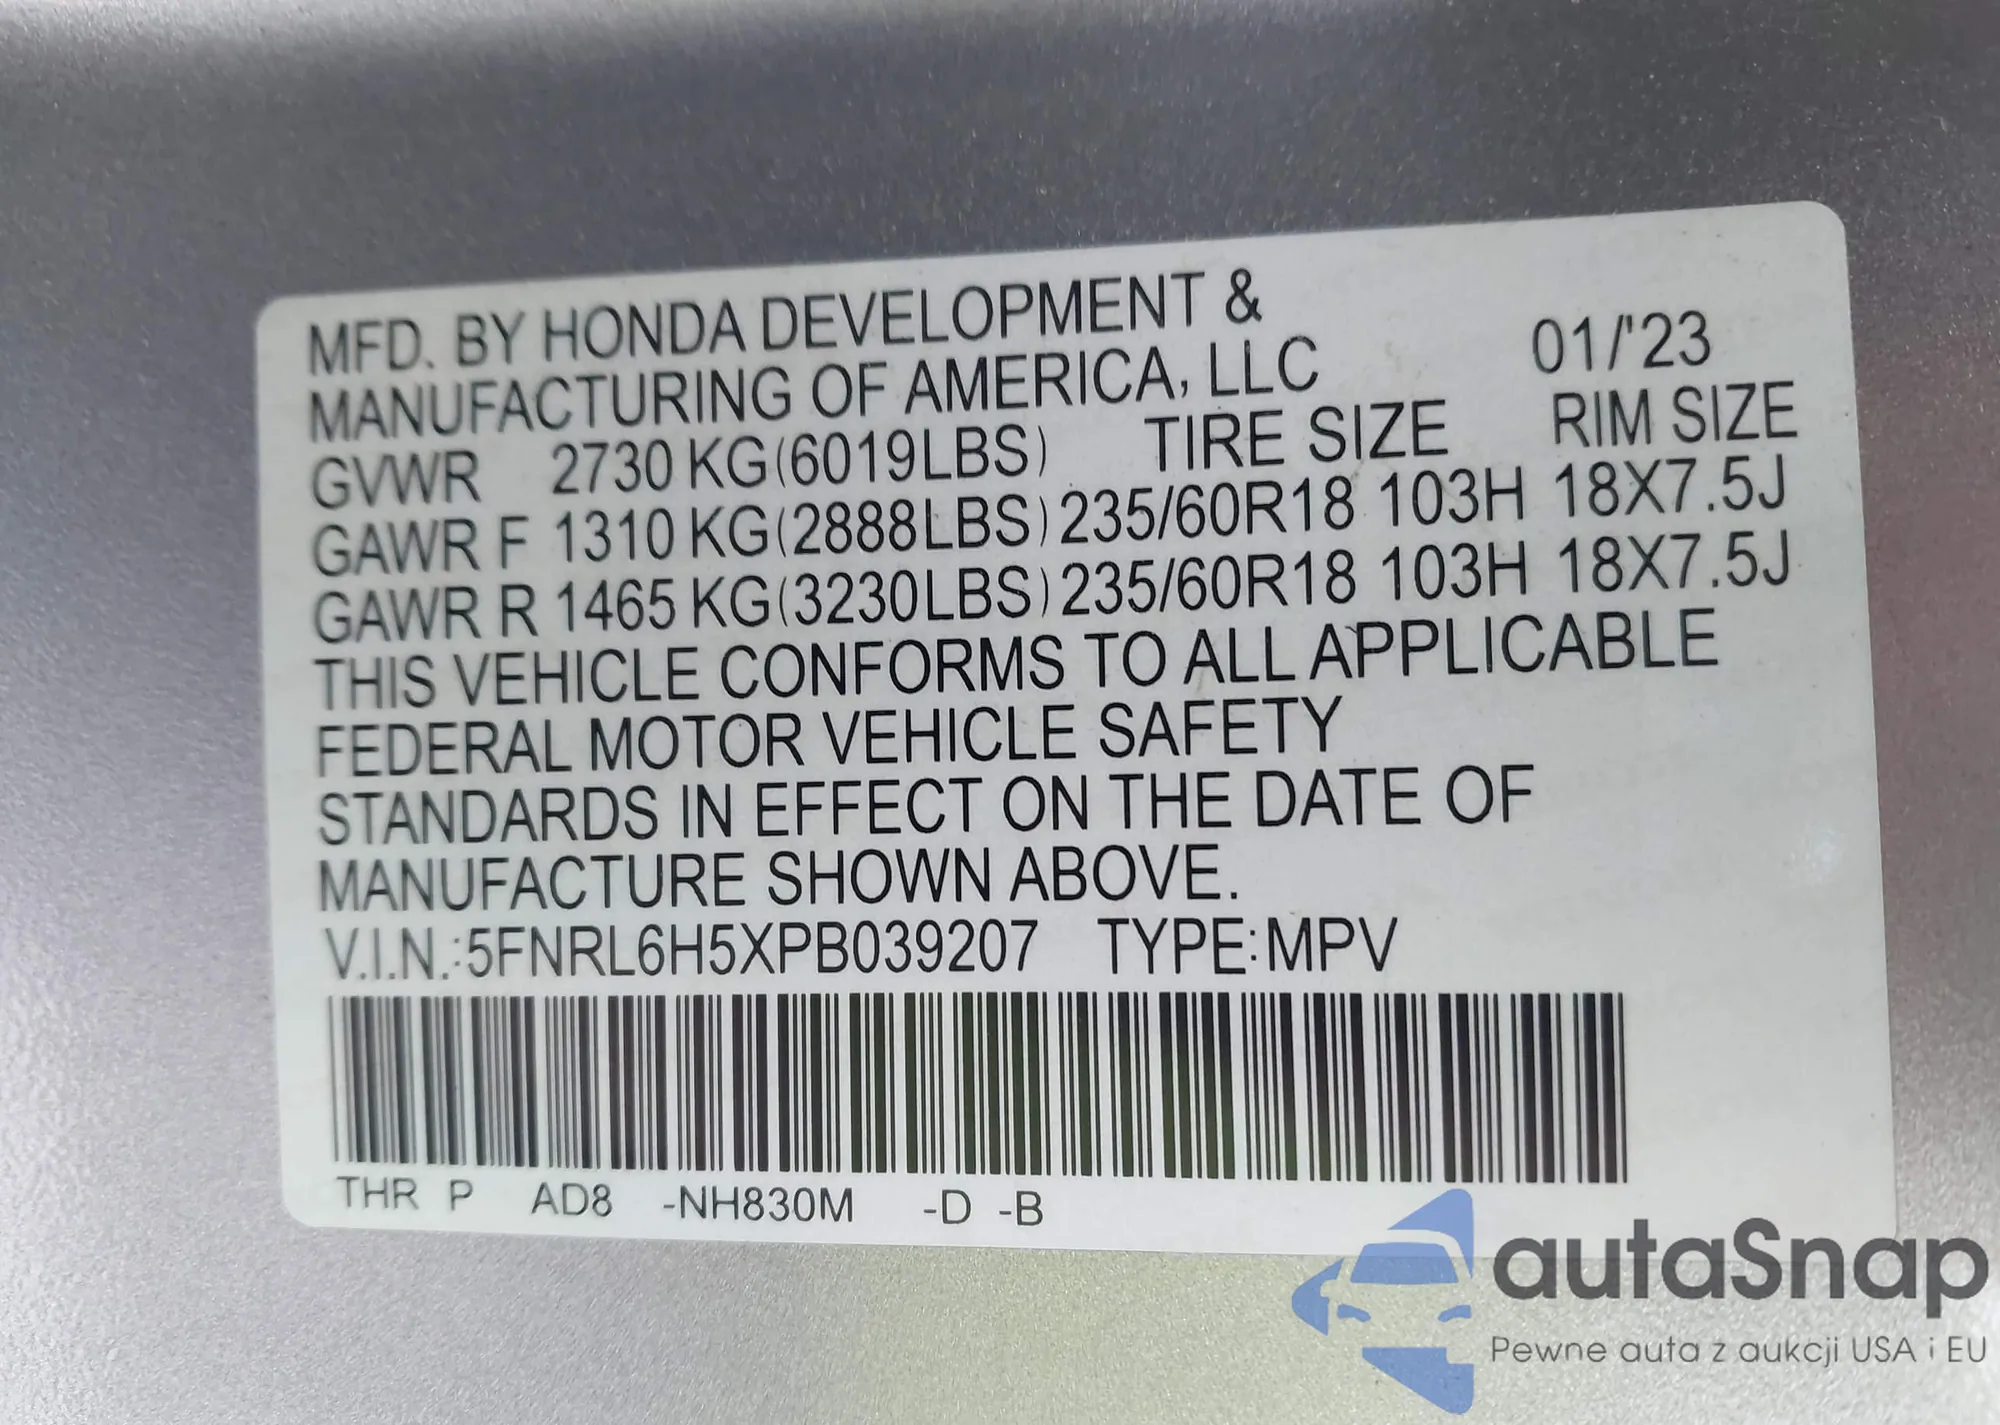 MFD. BY HONDA DEVELOPMENT &
MANUFACTURING OF AMERICA, LLC 01/'23
GVWR 2730 KG(6019LBS) TIRE SIZE RIM SIZE
GAWR F 1310 KG(2888LBS) 235/60R18 103H 18X7.5J
GAWR R 1465 KG(3230LBS) 235/60R18 103H 18X7.5J
THIS VEHICLE CONFORMS TO ALL APPLICABLE
FEDERAL MOTOR VEHICLE SAFETY
STANDARDS IN EFFECT ON THE DATE OF
MANUFACTURE SHOWN ABOVE.
V.I.N.:5FNRL6H5XPB039207 TYPE:MPV
THR P AD8 -NH830M -D -B
autaSnap
Pewne auta z aukcji USA i EU